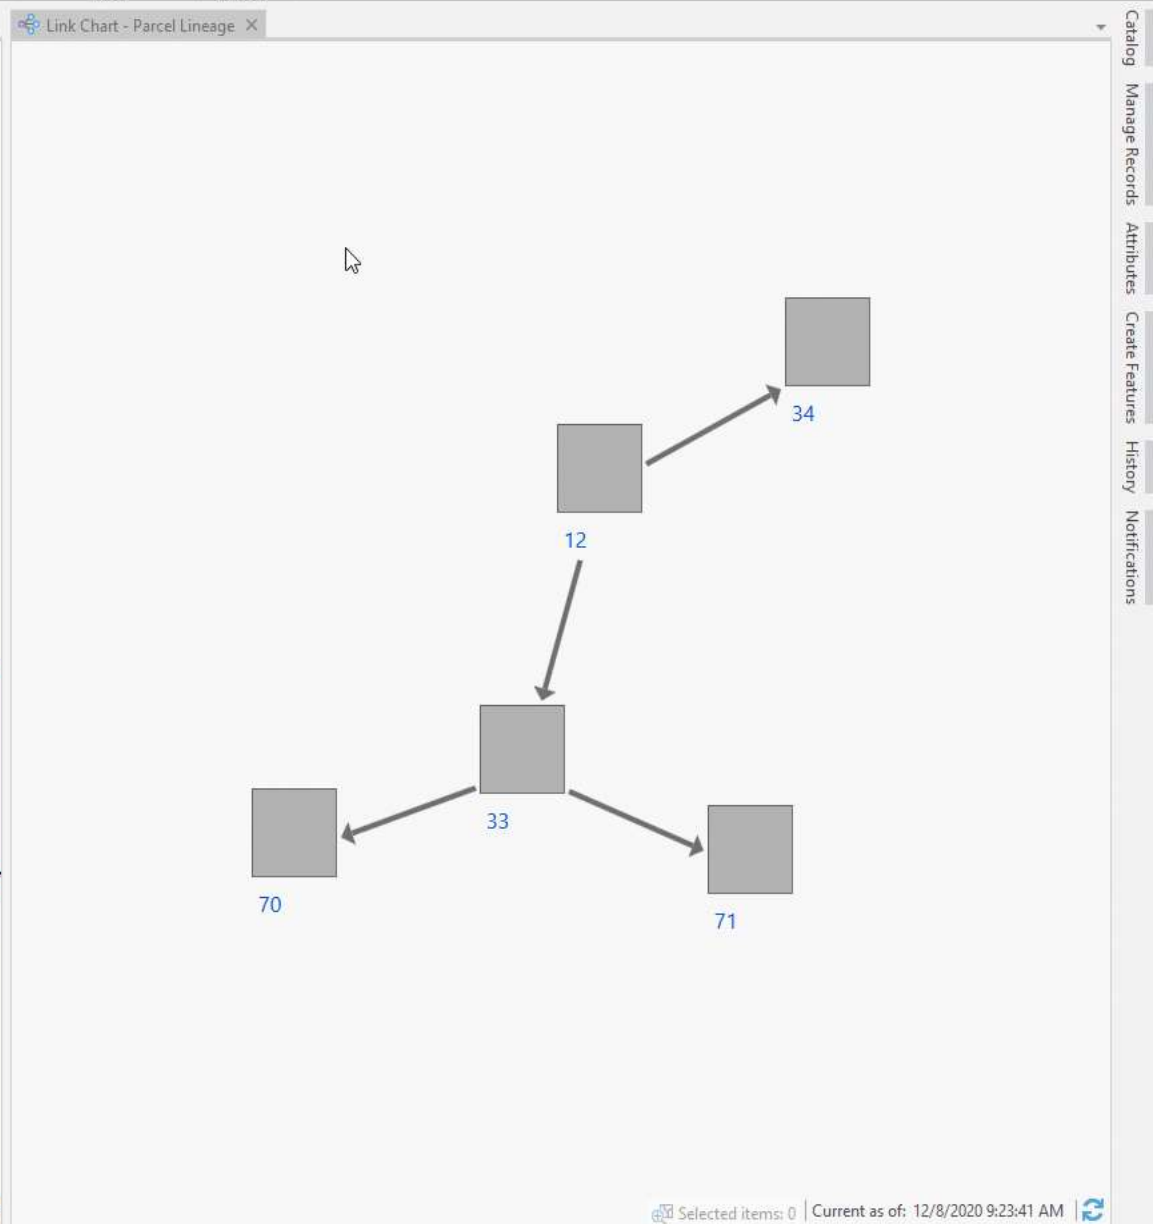 Link Chart - Parcel Lineage
Catalog
Manage Records
Attributes
Create Features
History
Notifications
34
12
33
70
71
Selected items: 0
Current as of: 12/8/2020 9:23:41 AM